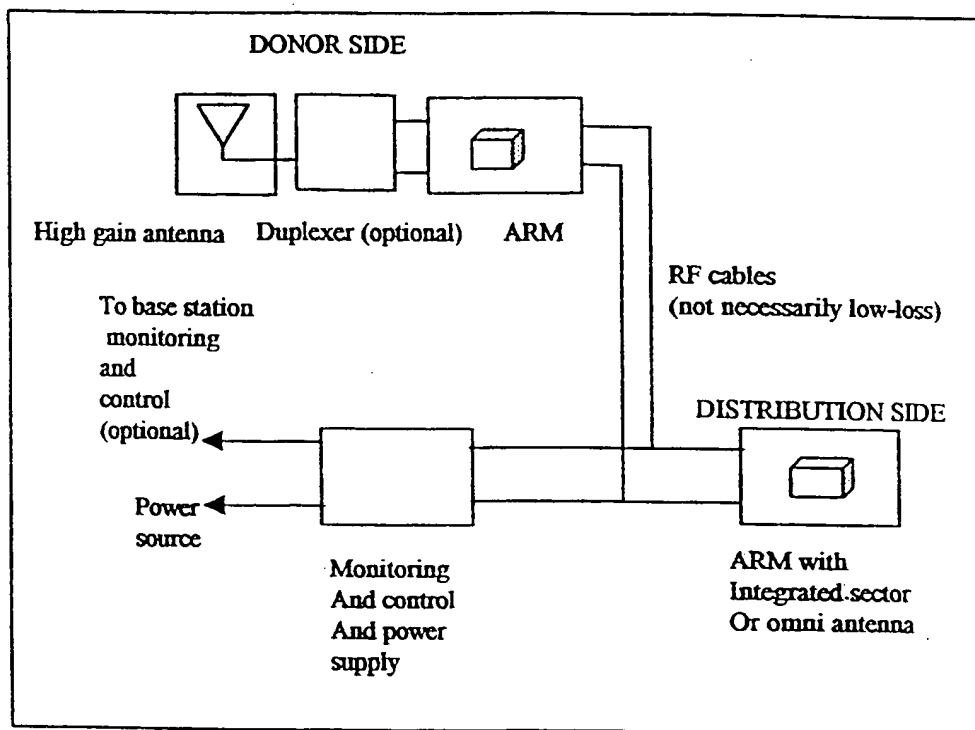 DONOR SIDE
High gain antenna
Duplexer (optional)
ARM
RF cables
(not necessarily low-loss)
To base station
monitoring
and
control
(optional)
DISTRIBUTION SIDE
Power
source
Monitoring
And control
And power
supply
ARM with
Integrated sector
Or omni antenna